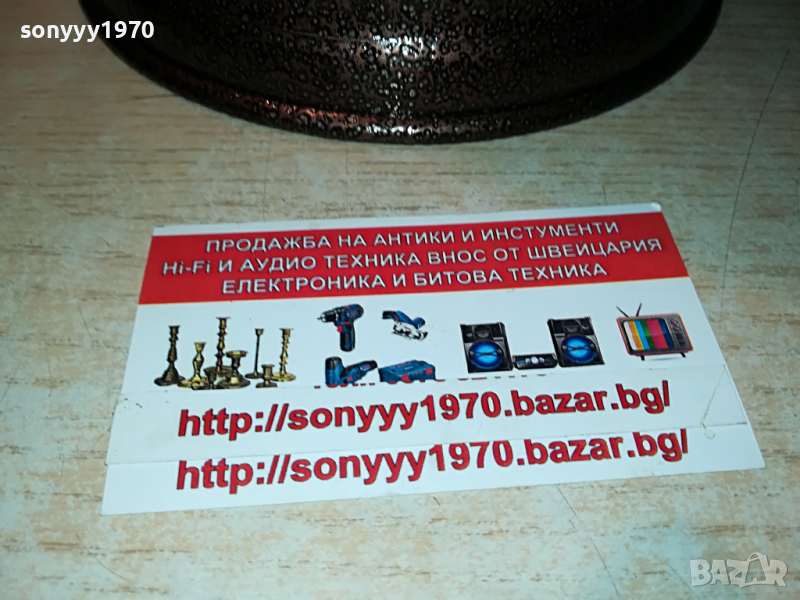 sonyyy1970
ПРОДАЖБА НА АНТИКИ И ИНСТУМЕНТИ
Hi-Fi И АУДИО ТЕХНИКА ВНОС ОТ ШВЕЙЦАРИЯ
ЕЛЕКТРОНИКА И БИТОВА ТЕХНИКА
http://sonyyy1970.bazar.bg/
http://sonyyy1970.bazar.bg/
BAZAR